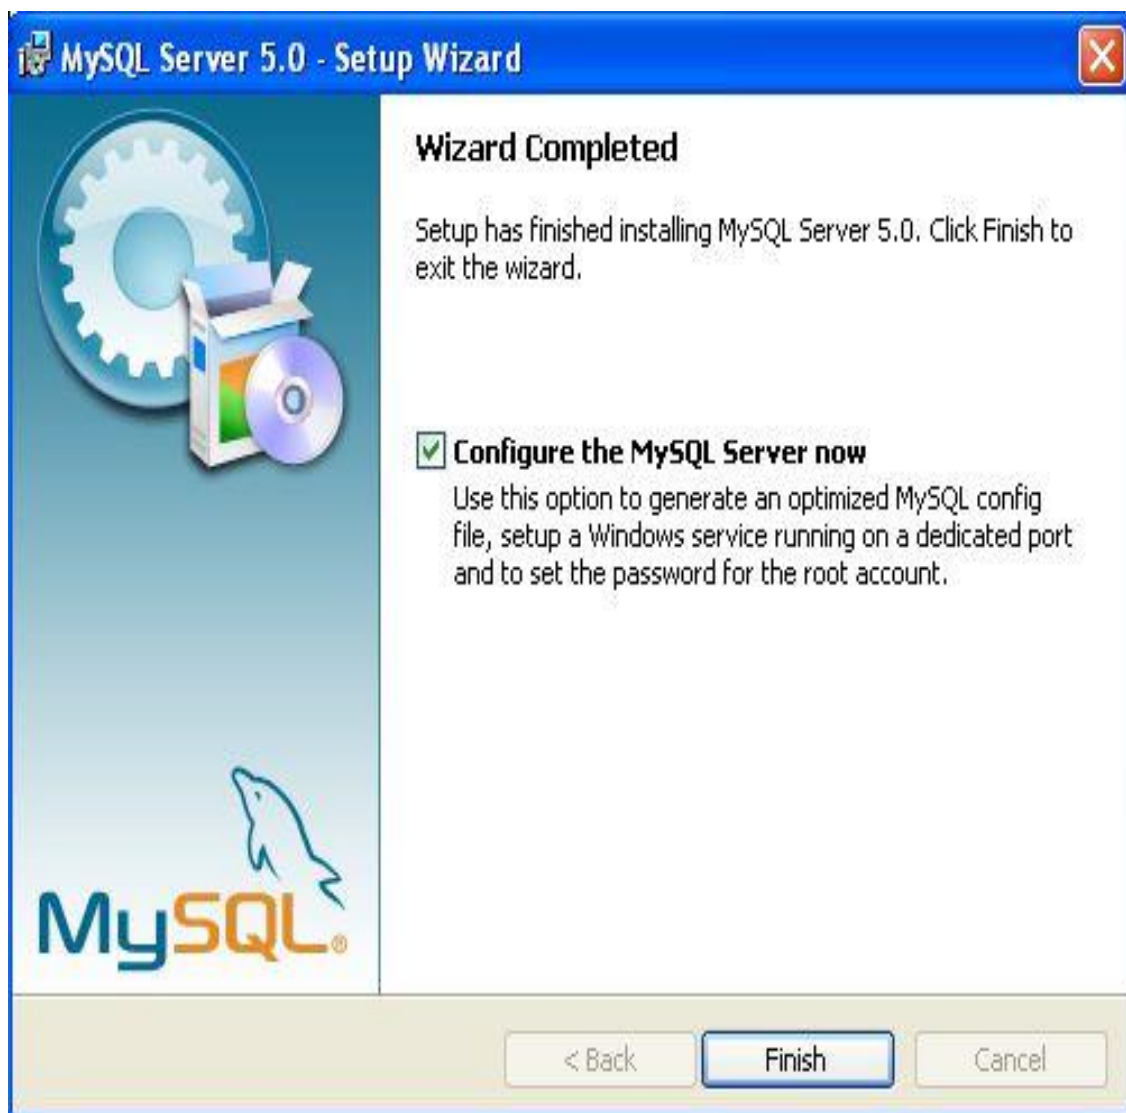 MySQL Server 5.0 - Setup Wizard
Wizard Completed
Setup has finished installing MySQL Server 5.0. Click Finish to
exit the wizard.
Configure the MySQL Server now
Use this option to generate an optimized MySQL config
file, setup a Windows service running on a dedicated port
and to set the password for the root account.
MySQL®
< Back
Finish
Cancel